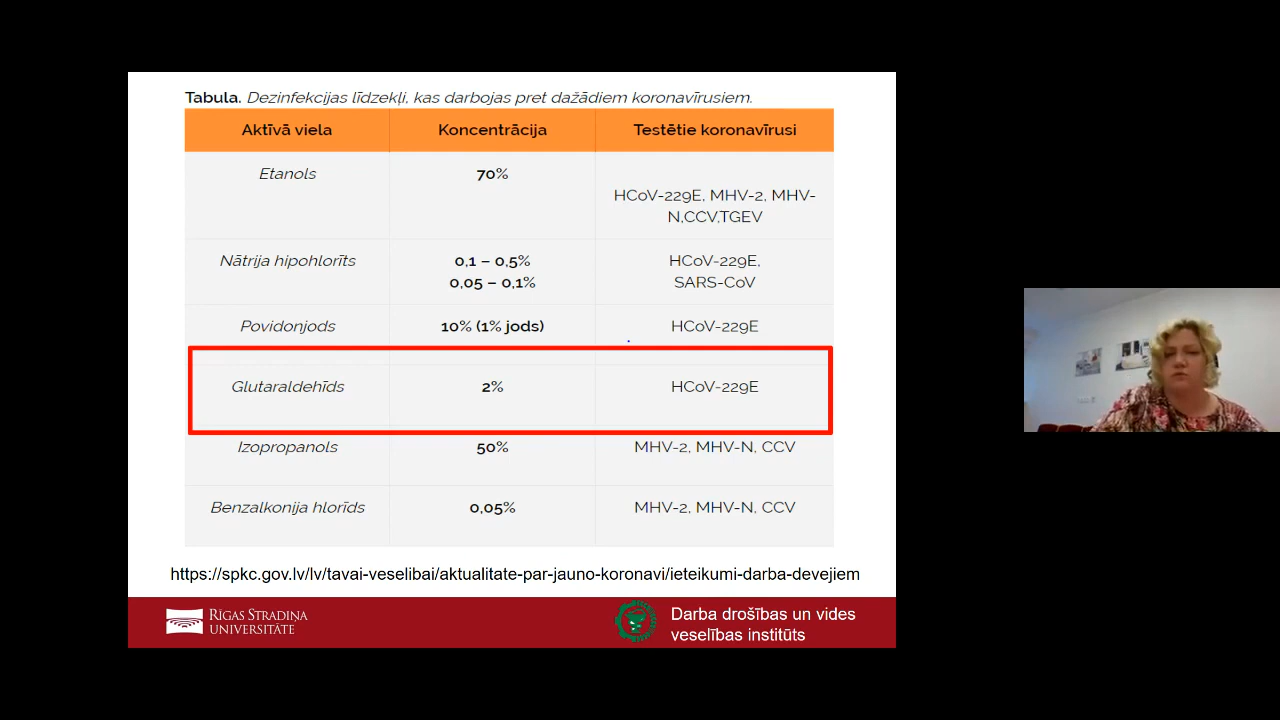 Tabula. Dezinfekcijas līdzekļi, kas darbojas pret dažādiem koronavīrusiem.
Aktīvā viela Koncentrācija Testētie koronavīrusi
Etanols 70%
HCoV-229E, MHV-2, MHV-
N,CCV,TGEV
Nātrija hipohlorīts 0,1 – 0,5% HCoV-229E,
0,05 – 0,1% SARS-CoV
Povidonjods 10% (1% jods) HCoV-229E
Glutaraldehīds 2% HCoV-229E
Izopropanols 50% MHV-2, MHV-N, CCV
Benzalkonija hlorīds 0,05% MHV-2, MHV-N, CCV
https://spkc.gov.lv/lv/tavai-veselibai/aktualitate-par-jauno-koronavi/ieteikumi-darba-devejiem
RĪGAS STRADIŅA
UNIVERSITĀTE
Darba drošības un vides
veselības institūts